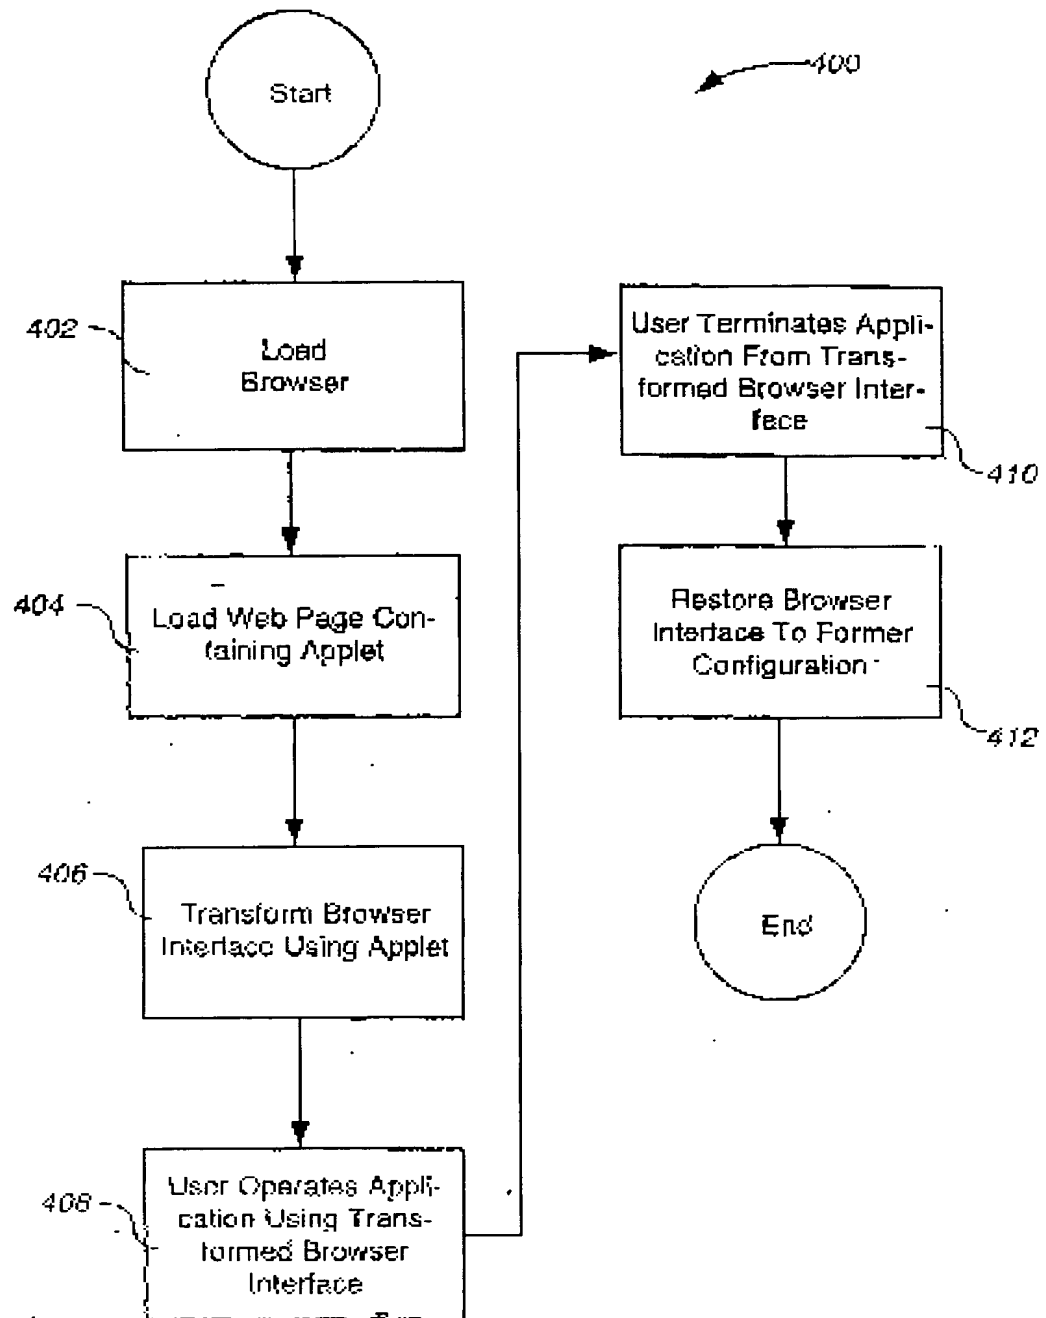 Start
400
402
Load
Browser
404
Load Web Page Con-
taining Applet
406
Transform Browser
Interface Using Applet
408
User Operates Appli-
cation Using Trans-
formed Browser
Interface
User Terminates Appli-
cation From Trans-
formed Browser Inter-
face
410
Restore Browser
Interface To Former
Configuration
412
End